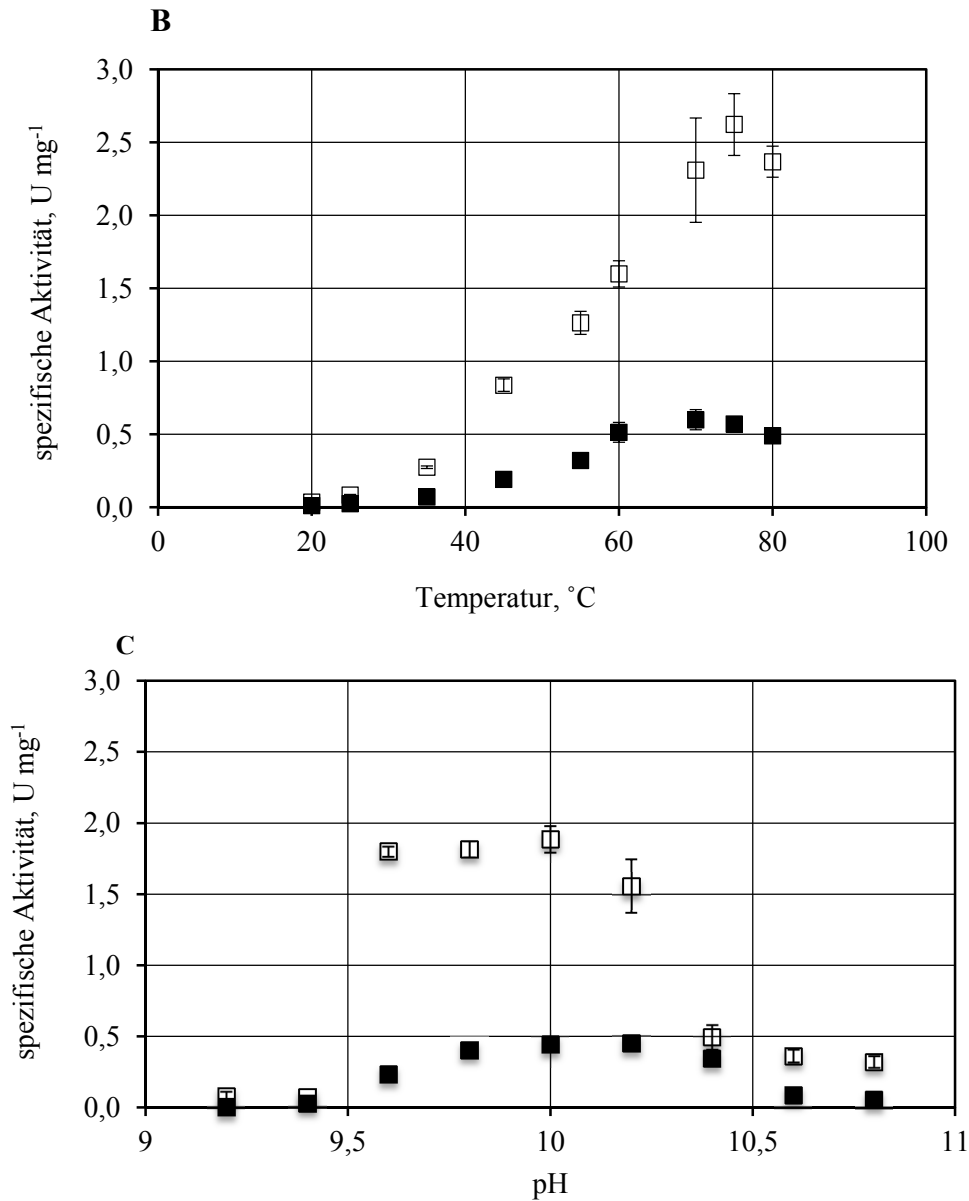 B
3,0
2,5
2,0
1,5
1,0
0,5
0,0
spezifische Aktivität, U mg-1
0 20 40 60 80 100
Temperatur, ˚C
C
3,0
2,5
2,0
1,5
1,0
0,5
0,0
spezifische Aktivität, U mg-1
9 9,5 10 10,5 11
pH